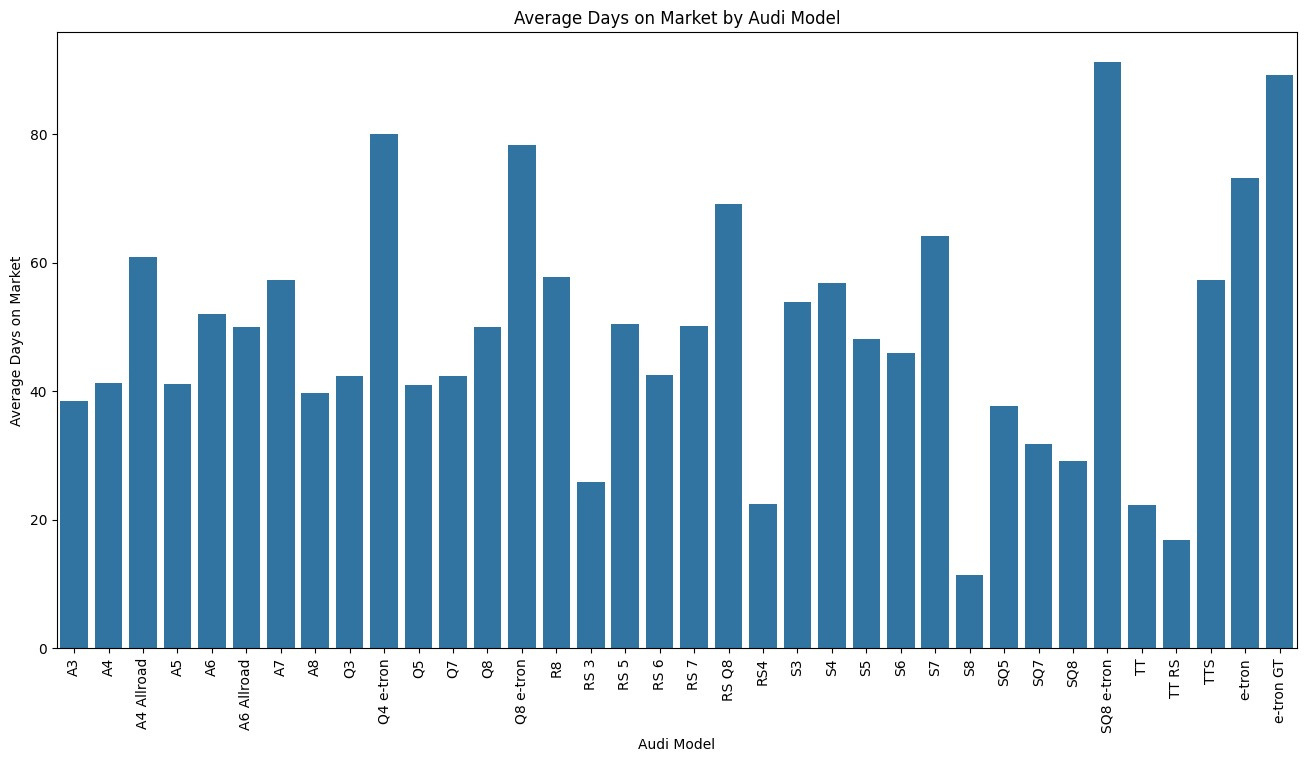 Average Days on Market by Audi Model
Average Days on Market
80
60
40
20
0
A3
A4
A4 Allroad
A5
A6
A6 Allroad
A7
A8
Q3
Q4 e-tron
Q5
Q7
Q8
Q8 e-tron
R8
RS 3
RS 5
RS 6
RS 7
RS Q8
RS4
S3
S4
S5
S6
S7
S8
SQ5
SQ7
SQ8
SQ8 e-tron
TT
TT RS
TTS
e-tron
e-tron GT
Audi Model